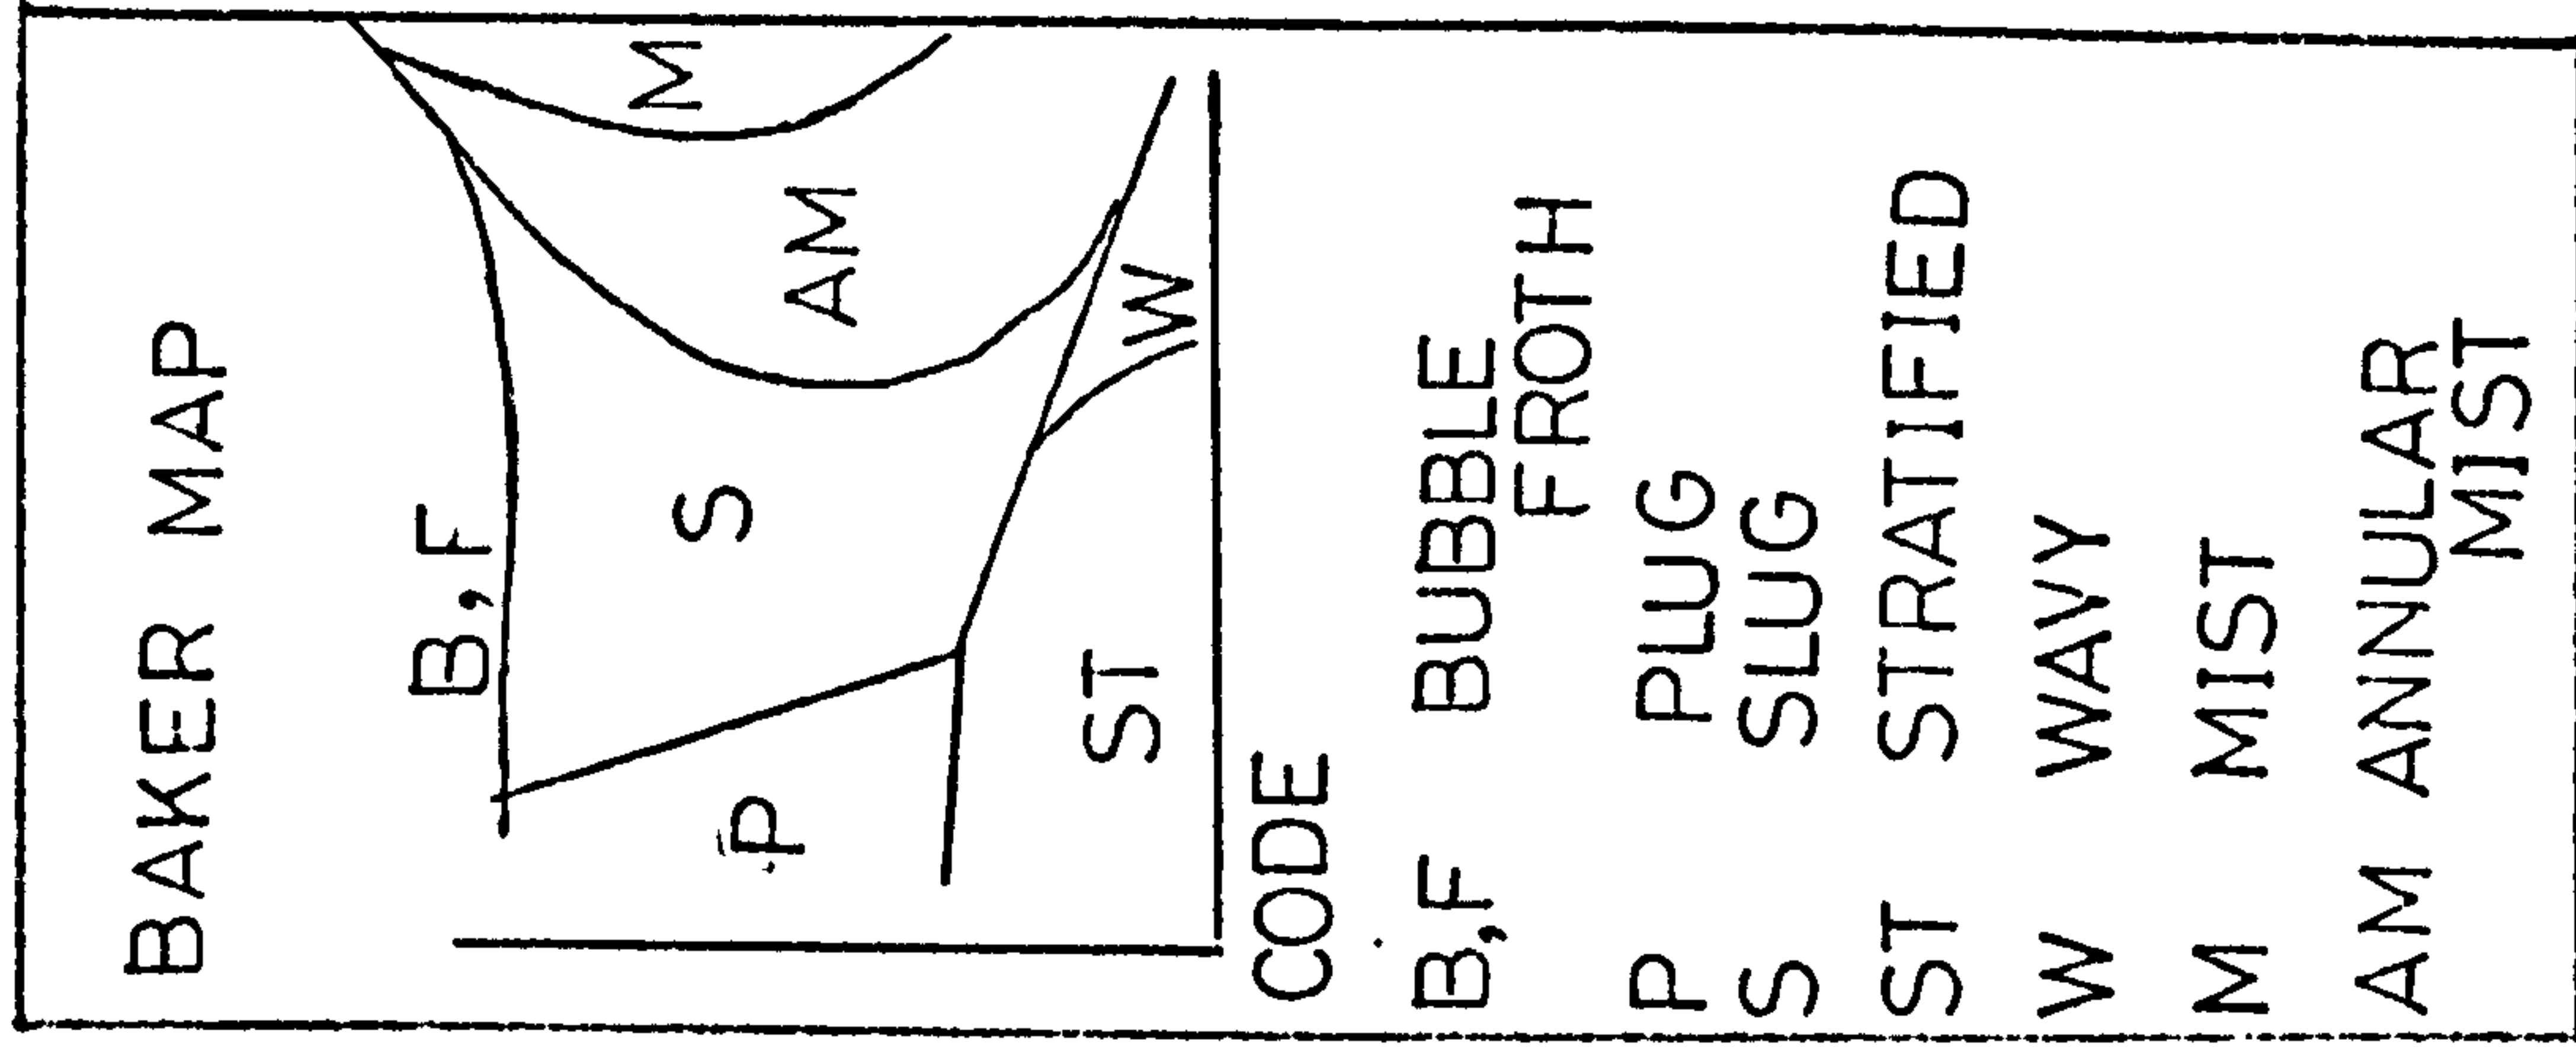 BAKER MAP
B,F
M
S
AM
P
W
ST
CODE
B,F BUBBLE
FROTH
P PLUG
S SLUG
ST STRATIFIED
W WAVY
M MIST
AM ANNULAR
MIST